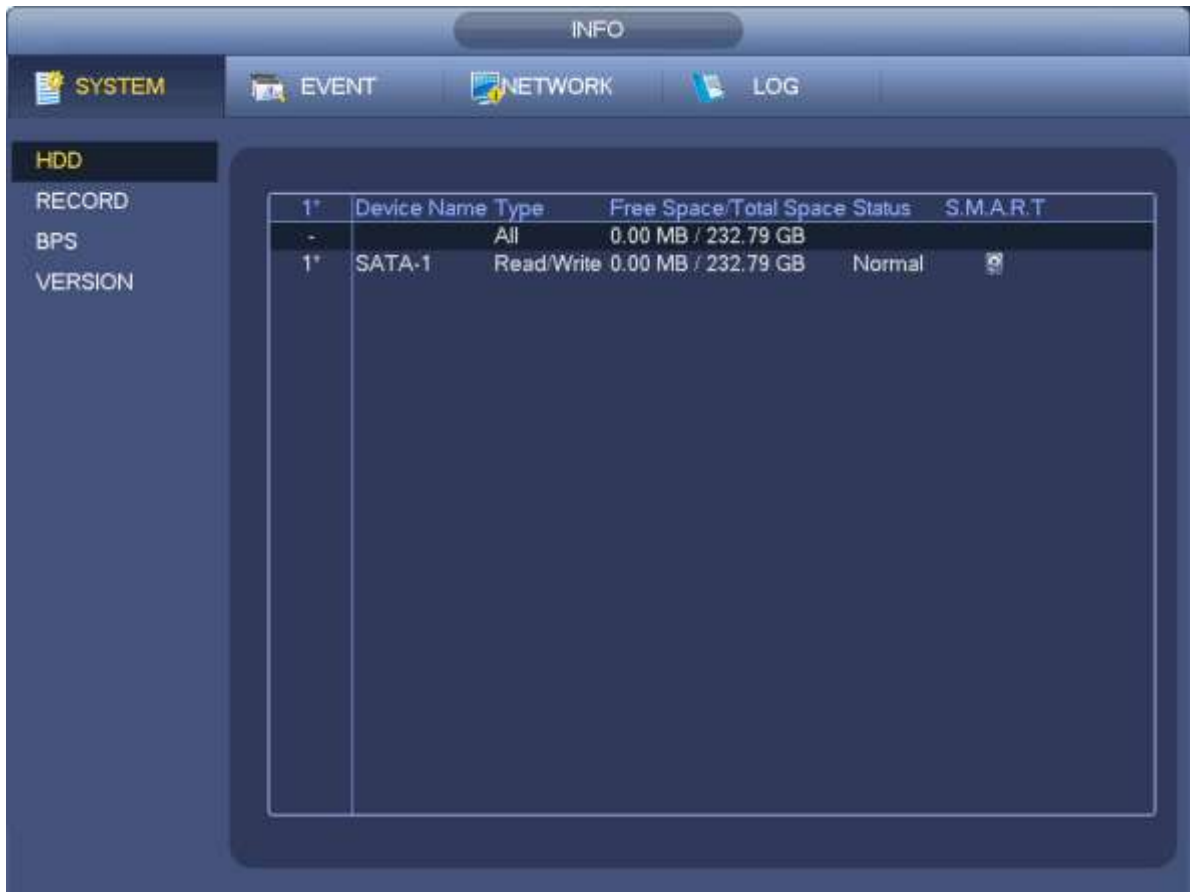 INFO
SYSTEM EVENT NETWORK LOG
HDD
RECORD
BPS
VERSION
1* Device Name Type Free Space/Total Space Status S.M.A.R.T
- All 0.00 MB / 232.79 GB
1* SATA-1 Read/Write 0.00 MB / 232.79 GB Normal